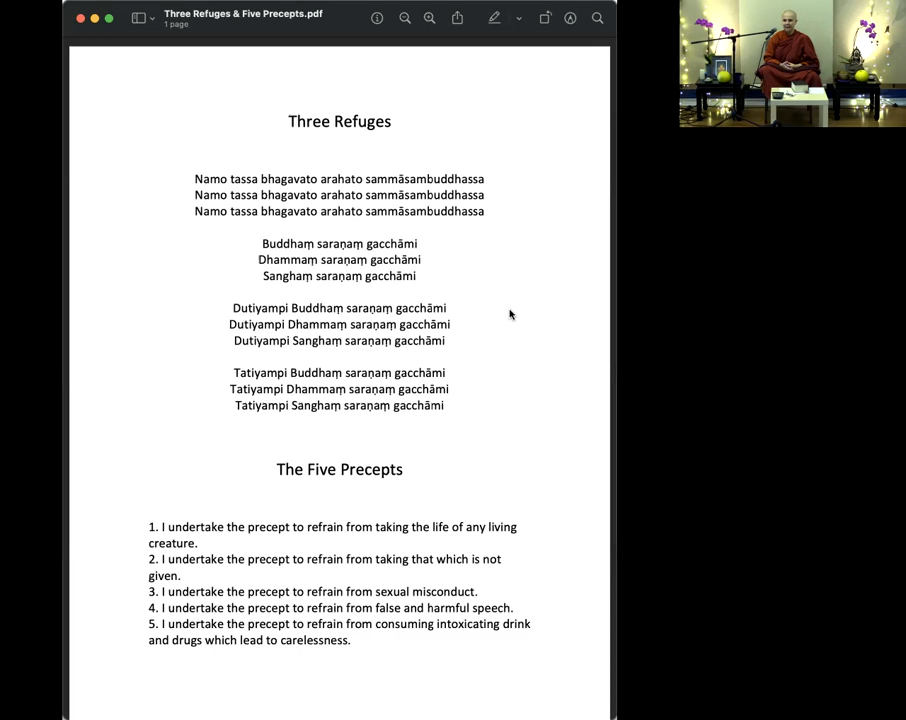 Three Refuges & Five Precepts.pdf
1 page
Three Refuges
Namo tassa bhagavato arahato sammāsambuddhassa
Namo tassa bhagavato arahato sammāsambuddhassa
Namo tassa bhagavato arahato sammāsambuddhassa
Buddhaṃ saraṇaṃ gacchāmi
Dhammaṃ saraṇaṃ gacchāmi
Sanghaṃ saraṇaṃ gacchāmi
Dutiyampi Buddhaṃ saraṇaṃ gacchāmi
Dutiyampi Dhammaṃ saraṇaṃ gacchāmi
Dutiyampi Sanghaṃ saraṇaṃ gacchāmi
Tatiyampi Buddhaṃ saraṇaṃ gacchāmi
Tatiyampi Dhammaṃ saraṇaṃ gacchāmi
Tatiyampi Sanghaṃ saraṇaṃ gacchāmi
The Five Precepts
1. I undertake the precept to refrain from taking the life of any living
creature.
2. I undertake the precept to refrain from taking that which is not
given.
3. I undertake the precept to refrain from sexual misconduct.
4. I undertake the precept to refrain from false and harmful speech.
5. I undertake the precept to refrain from consuming intoxicating drink
and drugs which lead to carelessness.